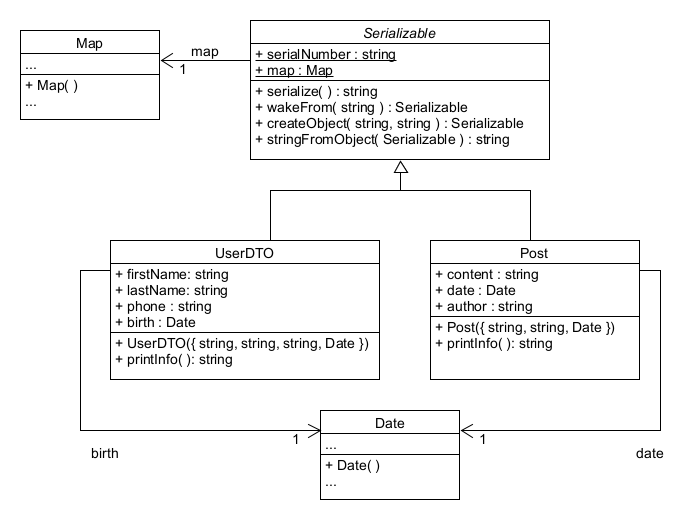 Serializable
+ serialNumber : string
+ map : Map
+ serialize( ) : string
+ wakeFrom( string ) : Serializable
+ createObject( string, string ) : Serializable
+ stringFromObject( Serializable ) : string
map
1
Map
...
+ Map( )
...
UserDTO
+ firstName: string
+ lastName: string
+ phone : string
+ birth : Date
+ UserDTO({ string, string, string, Date })
+ printInfo( ): string
Post
+ content : string
+ date : Date
+ author : string
+ Post({ string, string, Date })
+ printInfo( ): string
birth
1
Date
...
+ Date( )
...
1
date